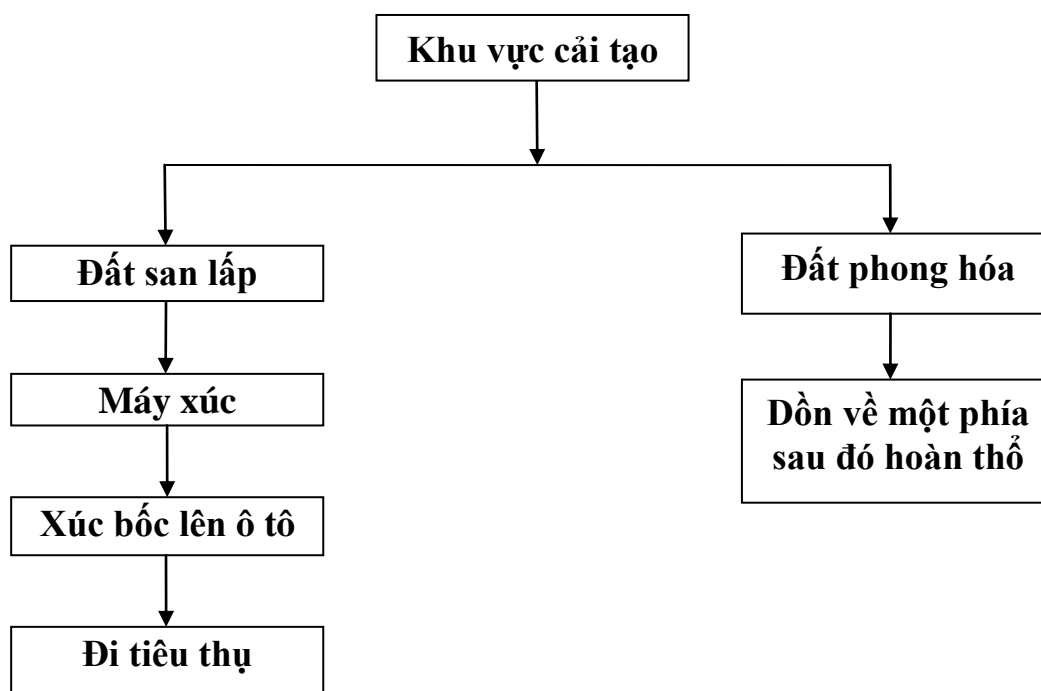 Khu vực cải tạo
Đất san lấp
Máy xúc
Xúc bốc lên ô tô
Đi tiêu thụ
Đất phong hóa
Dồn về một phía
sau đó hoàn thổ